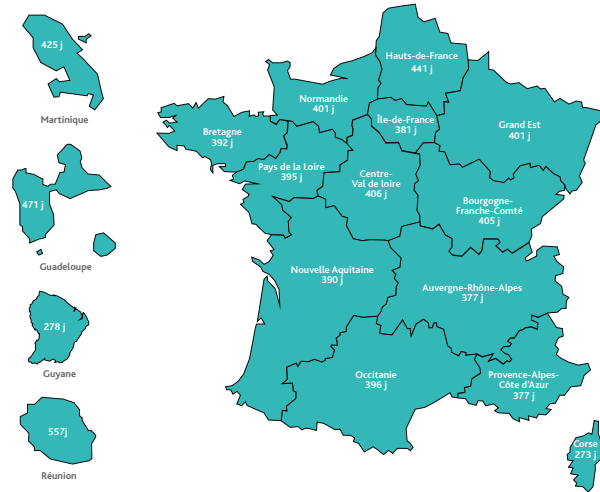 425 j
Martinique
471 j
Guadeloupe
278 j
Guyane
557j
Réunion
Hauts-de-France
441 j
Normandie
401 j
Île-de-France
381 j
Grand Est
401 j
Bretagne
392 j
Pays de la Loire
395 j
Centre-
Val de loire
406 j
Bourgogne-
Franche-Comté
405 j
Nouvelle Aquitaine
390 j
Auvergne-Rhône-Alpes
377 j
Occitanie
396 j
Provence-Alpes-
Côte d'Azur
377 j
Corse
273 j